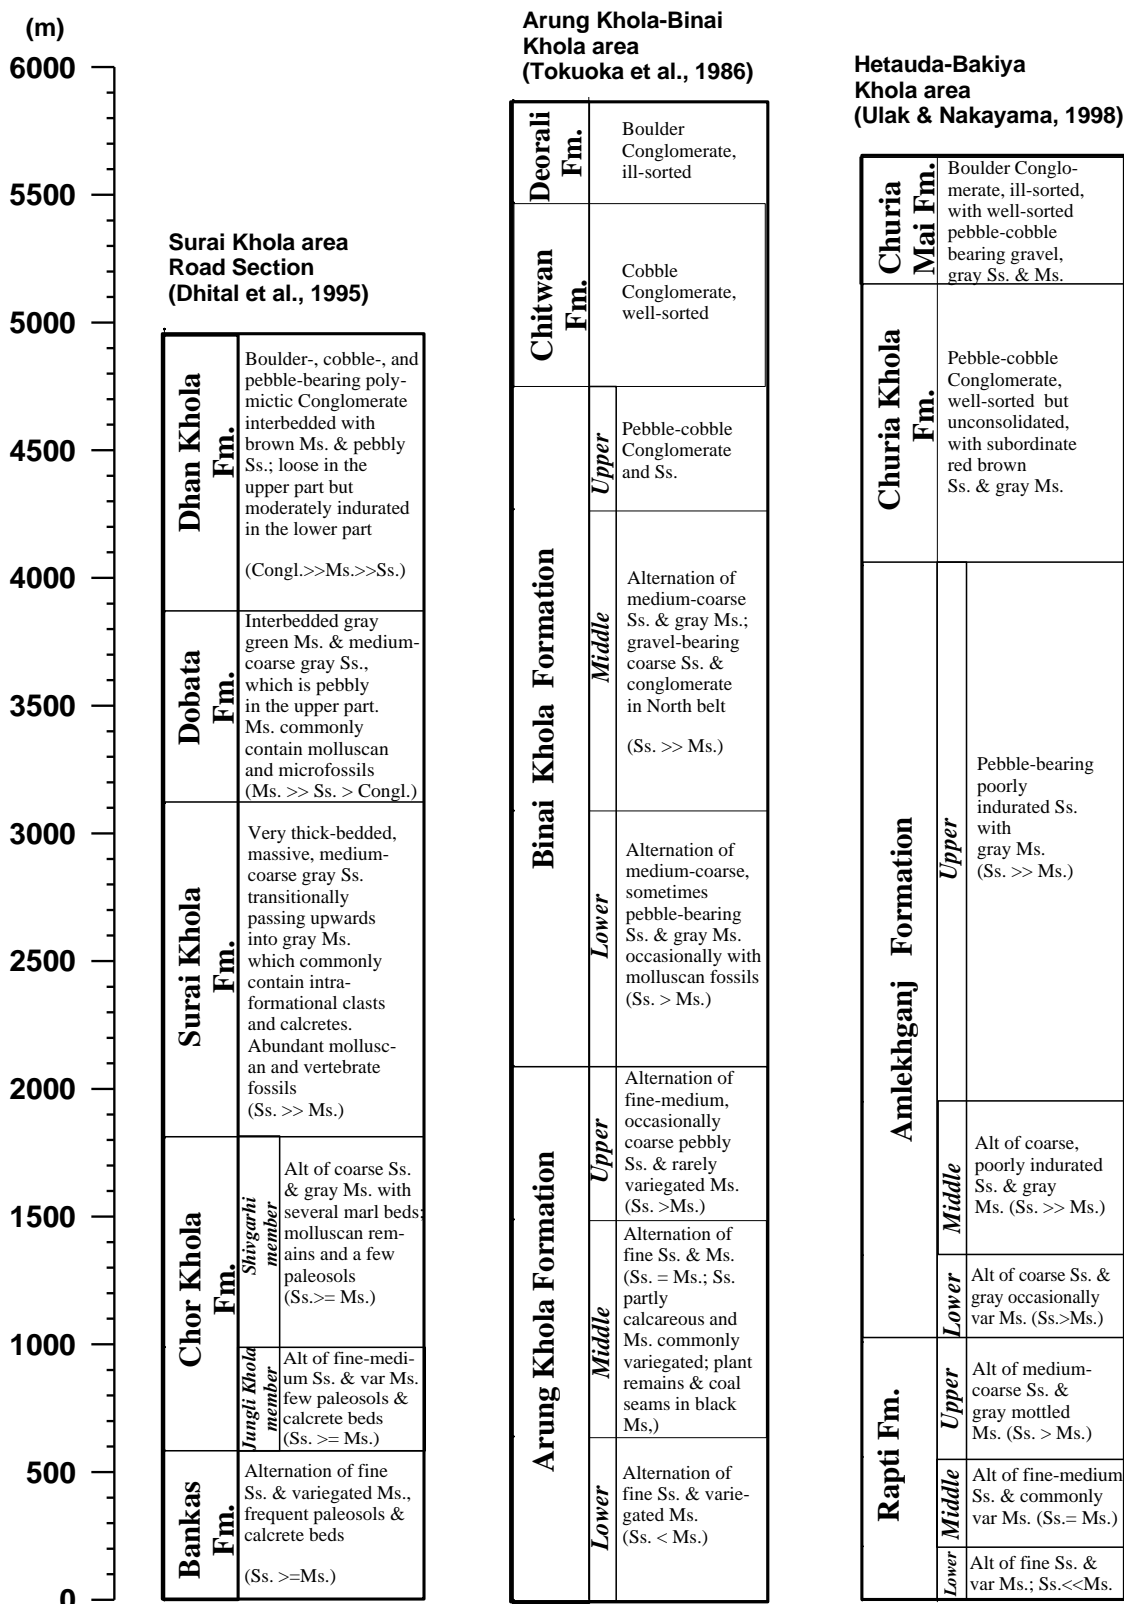 (m)
6000
5500
5000
4500
4000
3500
3000
2500
2000
1500
1000
500
0
Surai Khola area
Road Section
(Dhital et al., 1995)
Dhan Khola
Fm.
Boulder-, cobble-, and
pebble-bearing poly-
mictic Conglomerate
interbedded with
brown Ms. & pebbly
Ss.; loose in the
upper part but
moderately indurated
in the lower part
(Congl.>>Ms.>>Ss.)
Dobata
Fm.
Interbedded gray
green Ms. & medium-
coarse gray Ss.,
which is pebbly
in the upper part.
Ms. commonly
contain molluscan
and microfossils
(Ms. >> Ss. > Congl.)
Surai Khola
Fm.
Very thick-bedded,
massive, medium-
coarse gray Ss.
transitionally
passing upwards
into gray Ms.
which commonly
contain intra-
formational clasts
and calcretes.
Abundant mollusc-
an and vertebrate
fossils
(Ss. >> Ms.)
Chor Khola
Fm.
Shivgarhi
member
Alt of coarse Ss.
& gray Ms. with
several marl beds;
molluscan rem-
ains and a few
paleosols
(Ss.>= Ms.)
Jungli Khola
member
Alt of fine-medi-
um Ss. & var Ms.
few paleosols &
calcrete beds
(Ss. >= Ms.)
Bankas
Fm.
Alternation of fine
Ss. & variegated Ms.,
frequent paleosols &
calcrete beds
(Ss. >=Ms.)
Arung Khola-Binai
Khola area
(Tokuoka et al., 1986)
Deorali
Fm.
Boulder
Conglomerate,
ill-sorted
Chitwan
Fm.
Cobble
Conglomerate,
well-sorted
Binai Khola Formation
Upper
Pebble-cobble
Conglomerate
and Ss.
Middle
Alternation of
medium-coarse
Ss. & gray Ms.;
gravel-bearing
coarse Ss. &
conglomerate
in North belt
(Ss. >> Ms.)
Lower
Alternation of
medium-coarse,
sometimes
pebble-bearing
Ss. & gray Ms.
occasionally with
molluscan fossils
(Ss. > Ms.)
Arung Khola Formation
Upper
Alternation of
fine-medium,
occasionally
coarse pebbly
Ss. & rarely
variegated Ms.
(Ss. >Ms.)
Middle
Alternation of
fine Ss. & Ms.
(Ss. = Ms.; Ss.
partly
calcareous and
Ms. commonly
variegated; plant
remains & coal
seams in black
Ms,)
Lower
Alternation of
fine Ss. & varie-
gated Ms.
(Ss. < Ms.)
Hetauda-Bakiya
Khola area
(Ulak & Nakayama, 1998)
Churia
Mai Fm.
Boulder Conglo-
merate, ill-sorted,
with well-sorted
pebble-cobble
bearing gravel,
gray Ss. & Ms.
Churia Khola
Fm.
Pebble-cobble
Conglomerate,
well-sorted but
unconsolidated,
with subordinate
red brown
Ss. & gray Ms.
Amlekhganj Formation
Upper
Pebble-bearing
poorly
indurated Ss.
with
gray Ms.
(Ss. >> Ms.)
Middle
Alt of coarse,
poorly indurated
Ss. & gray
Ms. (Ss. >> Ms.)
Lower
Alt of coarse Ss. &
gray occasionally
var Ms. (Ss.>Ms.)
Rapti Fm.
Upper
Alt of medium-
coarse Ss. &
gray mottled
Ms. (Ss. > Ms.)
Middle
Alt of fine-medium
Ss. & commonly
var Ms. (Ss.= Ms.)
Lower
Alt of fine Ss. &
var Ms.; Ss.<<Ms.